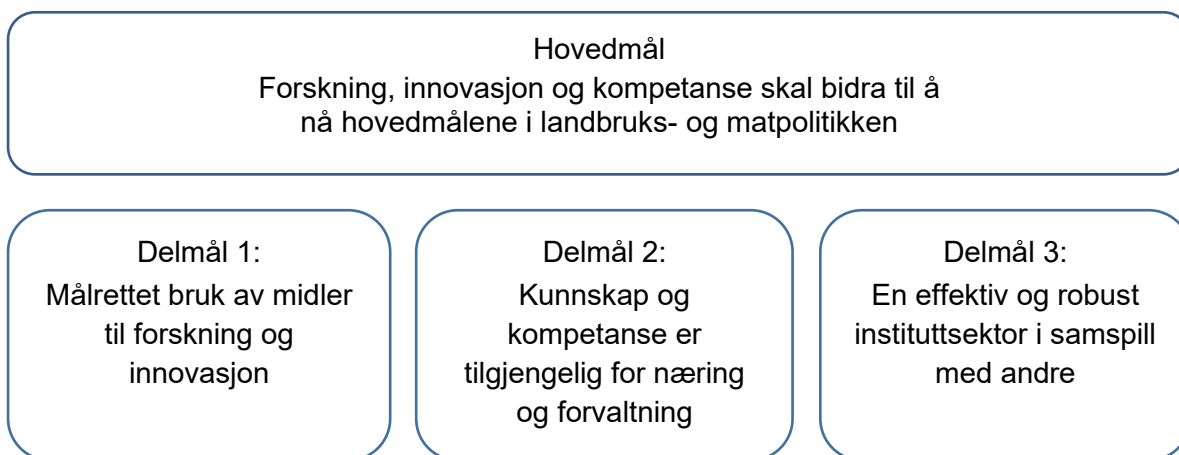 Hovedmål
Forskning, innovasjon og kompetanse skal bidra til å
nå hovedmålene i landbruks- og matpolitikken
Delmål 1:
Målrettet bruk av midler
til forskning og
innovasjon
Delmål 2:
Kunnskap og
kompetanse er
tilgjengelig for næring
og forvaltning
Delmål 3:
En effektiv og robust
instituttsektor i samspill
med andre